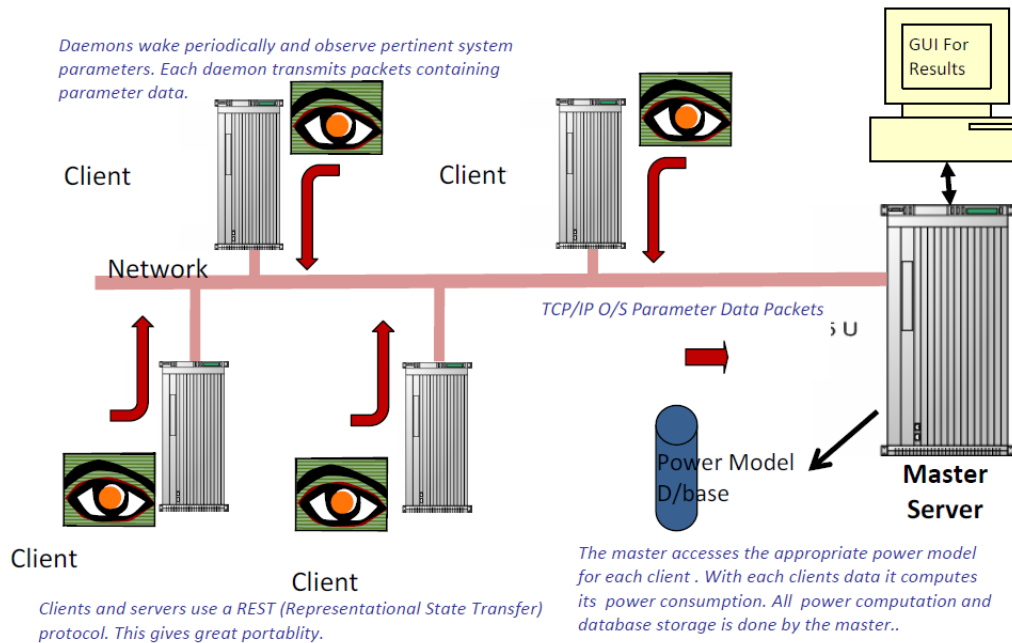 Daemons wake periodically and observe pertinent system
parameters. Each daemon transmits packets containing
parameter data.
GUI For
Results
Client
Client
Network
TCP/IP O/S Parameter Data Packets
5 U
Power Model
D/base
Master
Server
Client
Client
The master accesses the appropriate power model
for each client . With each clients data it computes
its power consumption. All power computation and
database storage is done by the master..
Clients and servers use a REST (Representational State Transfer)
protocol. This gives great portablity.